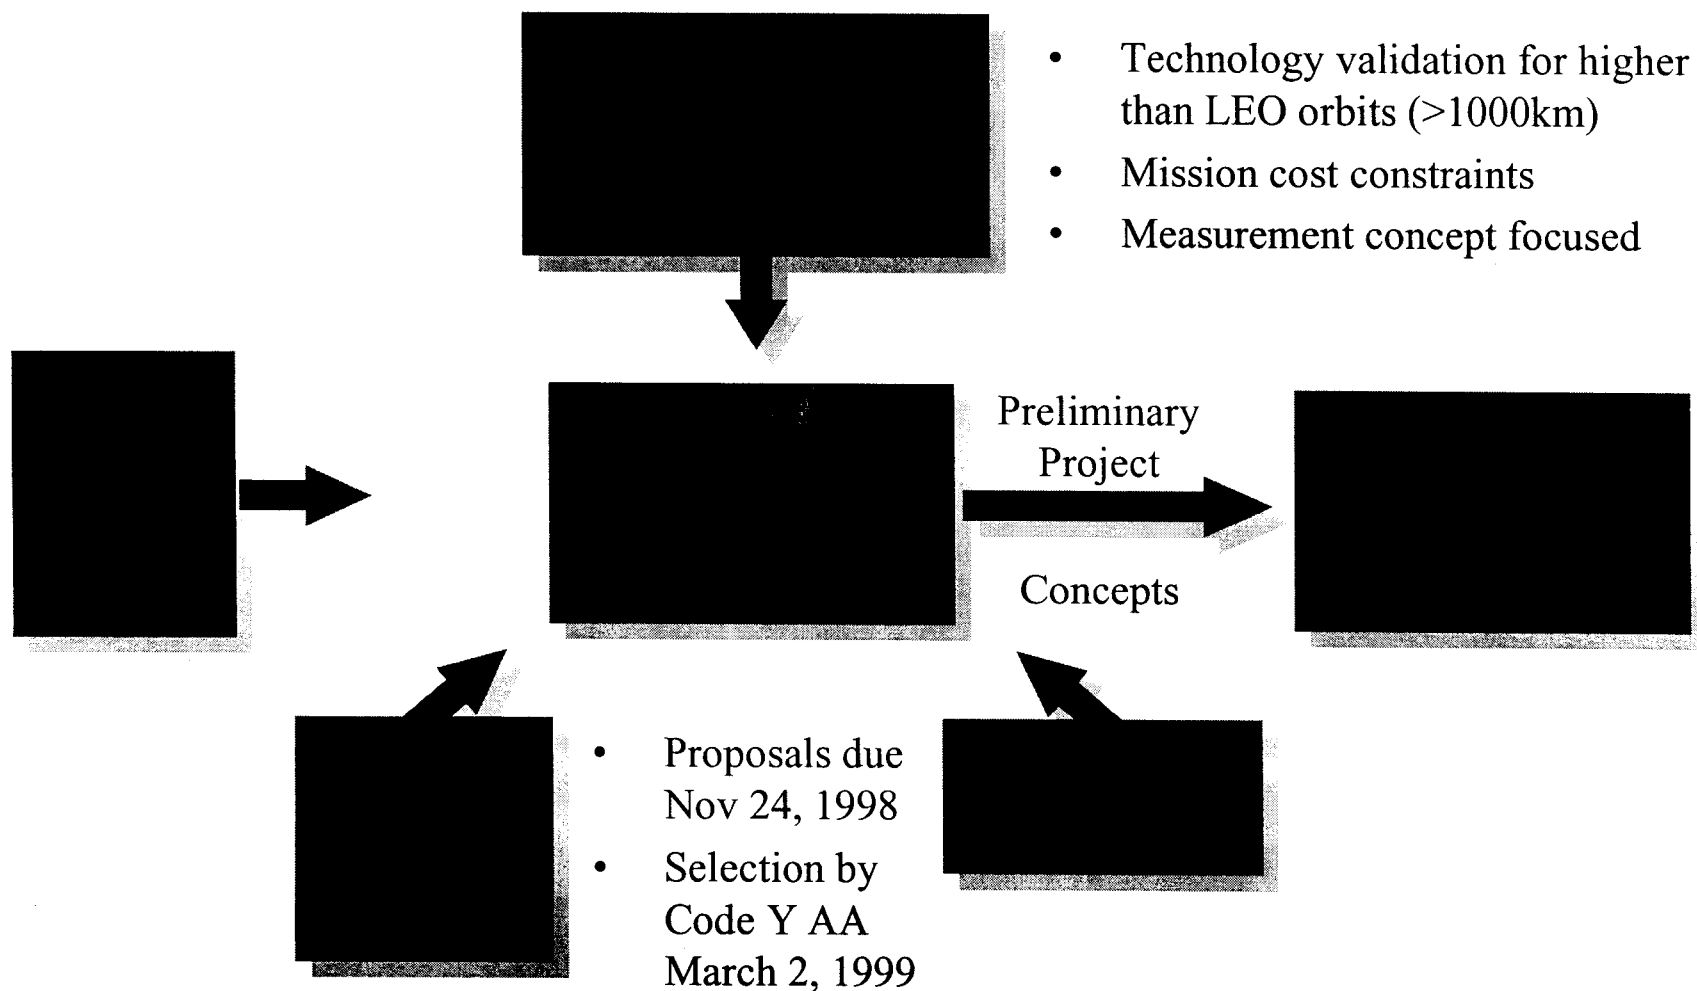 • Technology validation for higher
than LEO orbits (>1000km)
• Mission cost constraints
• Measurement concept focused
Preliminary
Project
Concepts
• Proposals due
Nov 24, 1998
• Selection by
Code Y AA
March 2, 1999